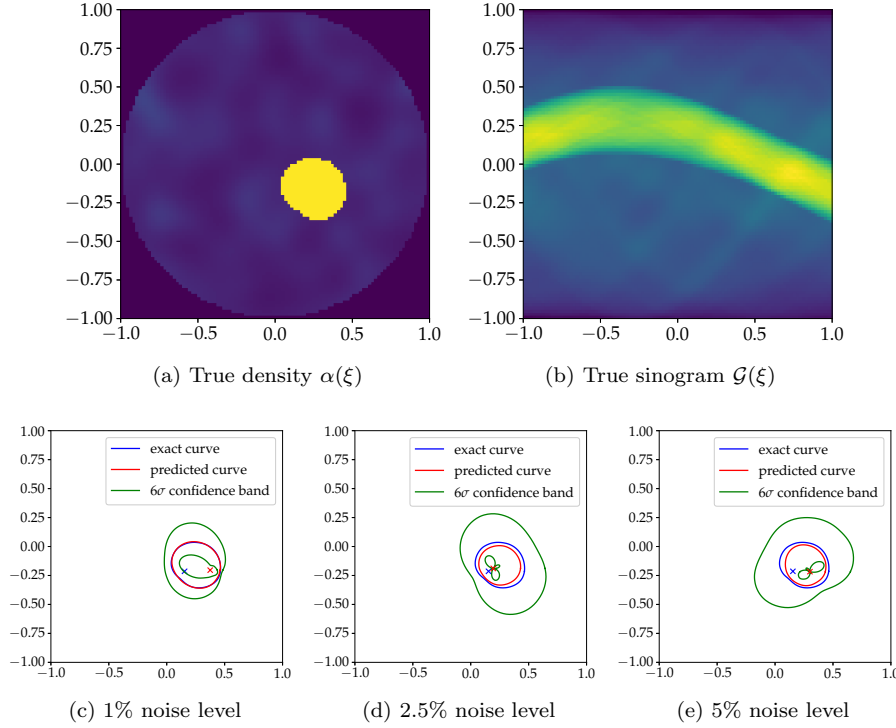 1.00
0.75
0.50
0.25
0.00
−0.25
−0.50
−0.75
−1.00
−1.0 −0.5 0.0 0.5 1.0
(a) True density α(ξ)
1.00
0.75
0.50
0.25
0.00
−0.25
−0.50
−0.75
−1.00
−1.0 −0.5 0.0 0.5 1.0
(b) True sinogram 𝒢(ξ)
1.00
0.75
0.50
0.25
0.00
−0.25
−0.50
−0.75
−1.00
−1.0 −0.5 0.0 0.5 1.0
exact curve
predicted curve
6σ confidence band
(c) 1% noise level
1.00
0.75
0.50
0.25
0.00
−0.25
−0.50
−0.75
−1.00
−1.0 −0.5 0.0 0.5 1.0
exact curve
predicted curve
6σ confidence band
(d) 2.5% noise level
1.00
0.75
0.50
0.25
0.00
−0.25
−0.50
−0.75
−1.00
−1.0 −0.5 0.0 0.5 1.0
exact curve
predicted curve
6σ confidence band
(e) 5% noise level